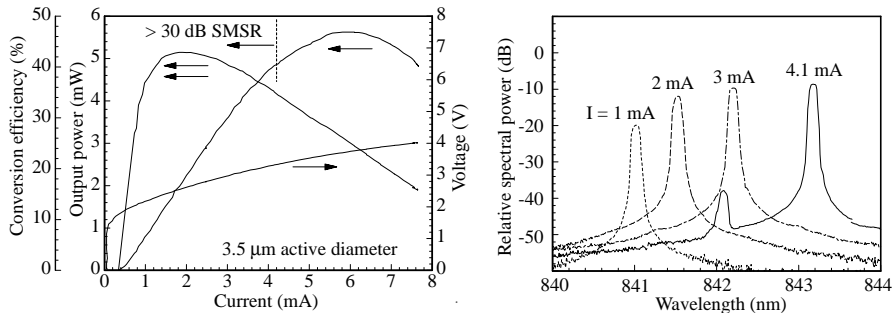 Conversion efficiency (%)
50
40
30
20
10
0
Output power (mW)
6
5
4
3
2
1
0
> 30 dB SMSR
3.5 µm active diameter
0 1 2 3 4 5 6 7 8
Current (mA)
8
7
6
5
4
3
2
1
0
Voltage (V)
Relative spectral power (dB)
0
-10
-20
-30
-40
-50
I = 1 mA
2 mA
3 mA
4.1 mA
840 841 842 843 844
Wavelength (nm)